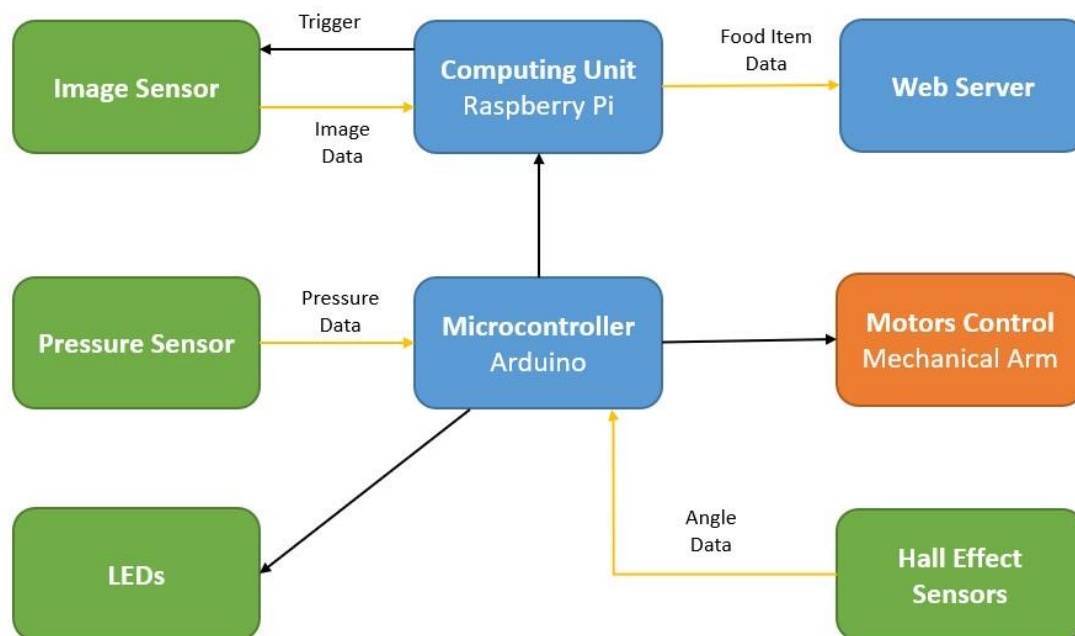 Trigger
Image Sensor
Image
Data
Computing Unit
Raspberry Pi
Food Item
Data
Web Server
Pressure Sensor
Pressure
Data
Microcontroller
Arduino
Motors Control
Mechanical Arm
LEDs
Angle
Data
Hall Effect
Sensors